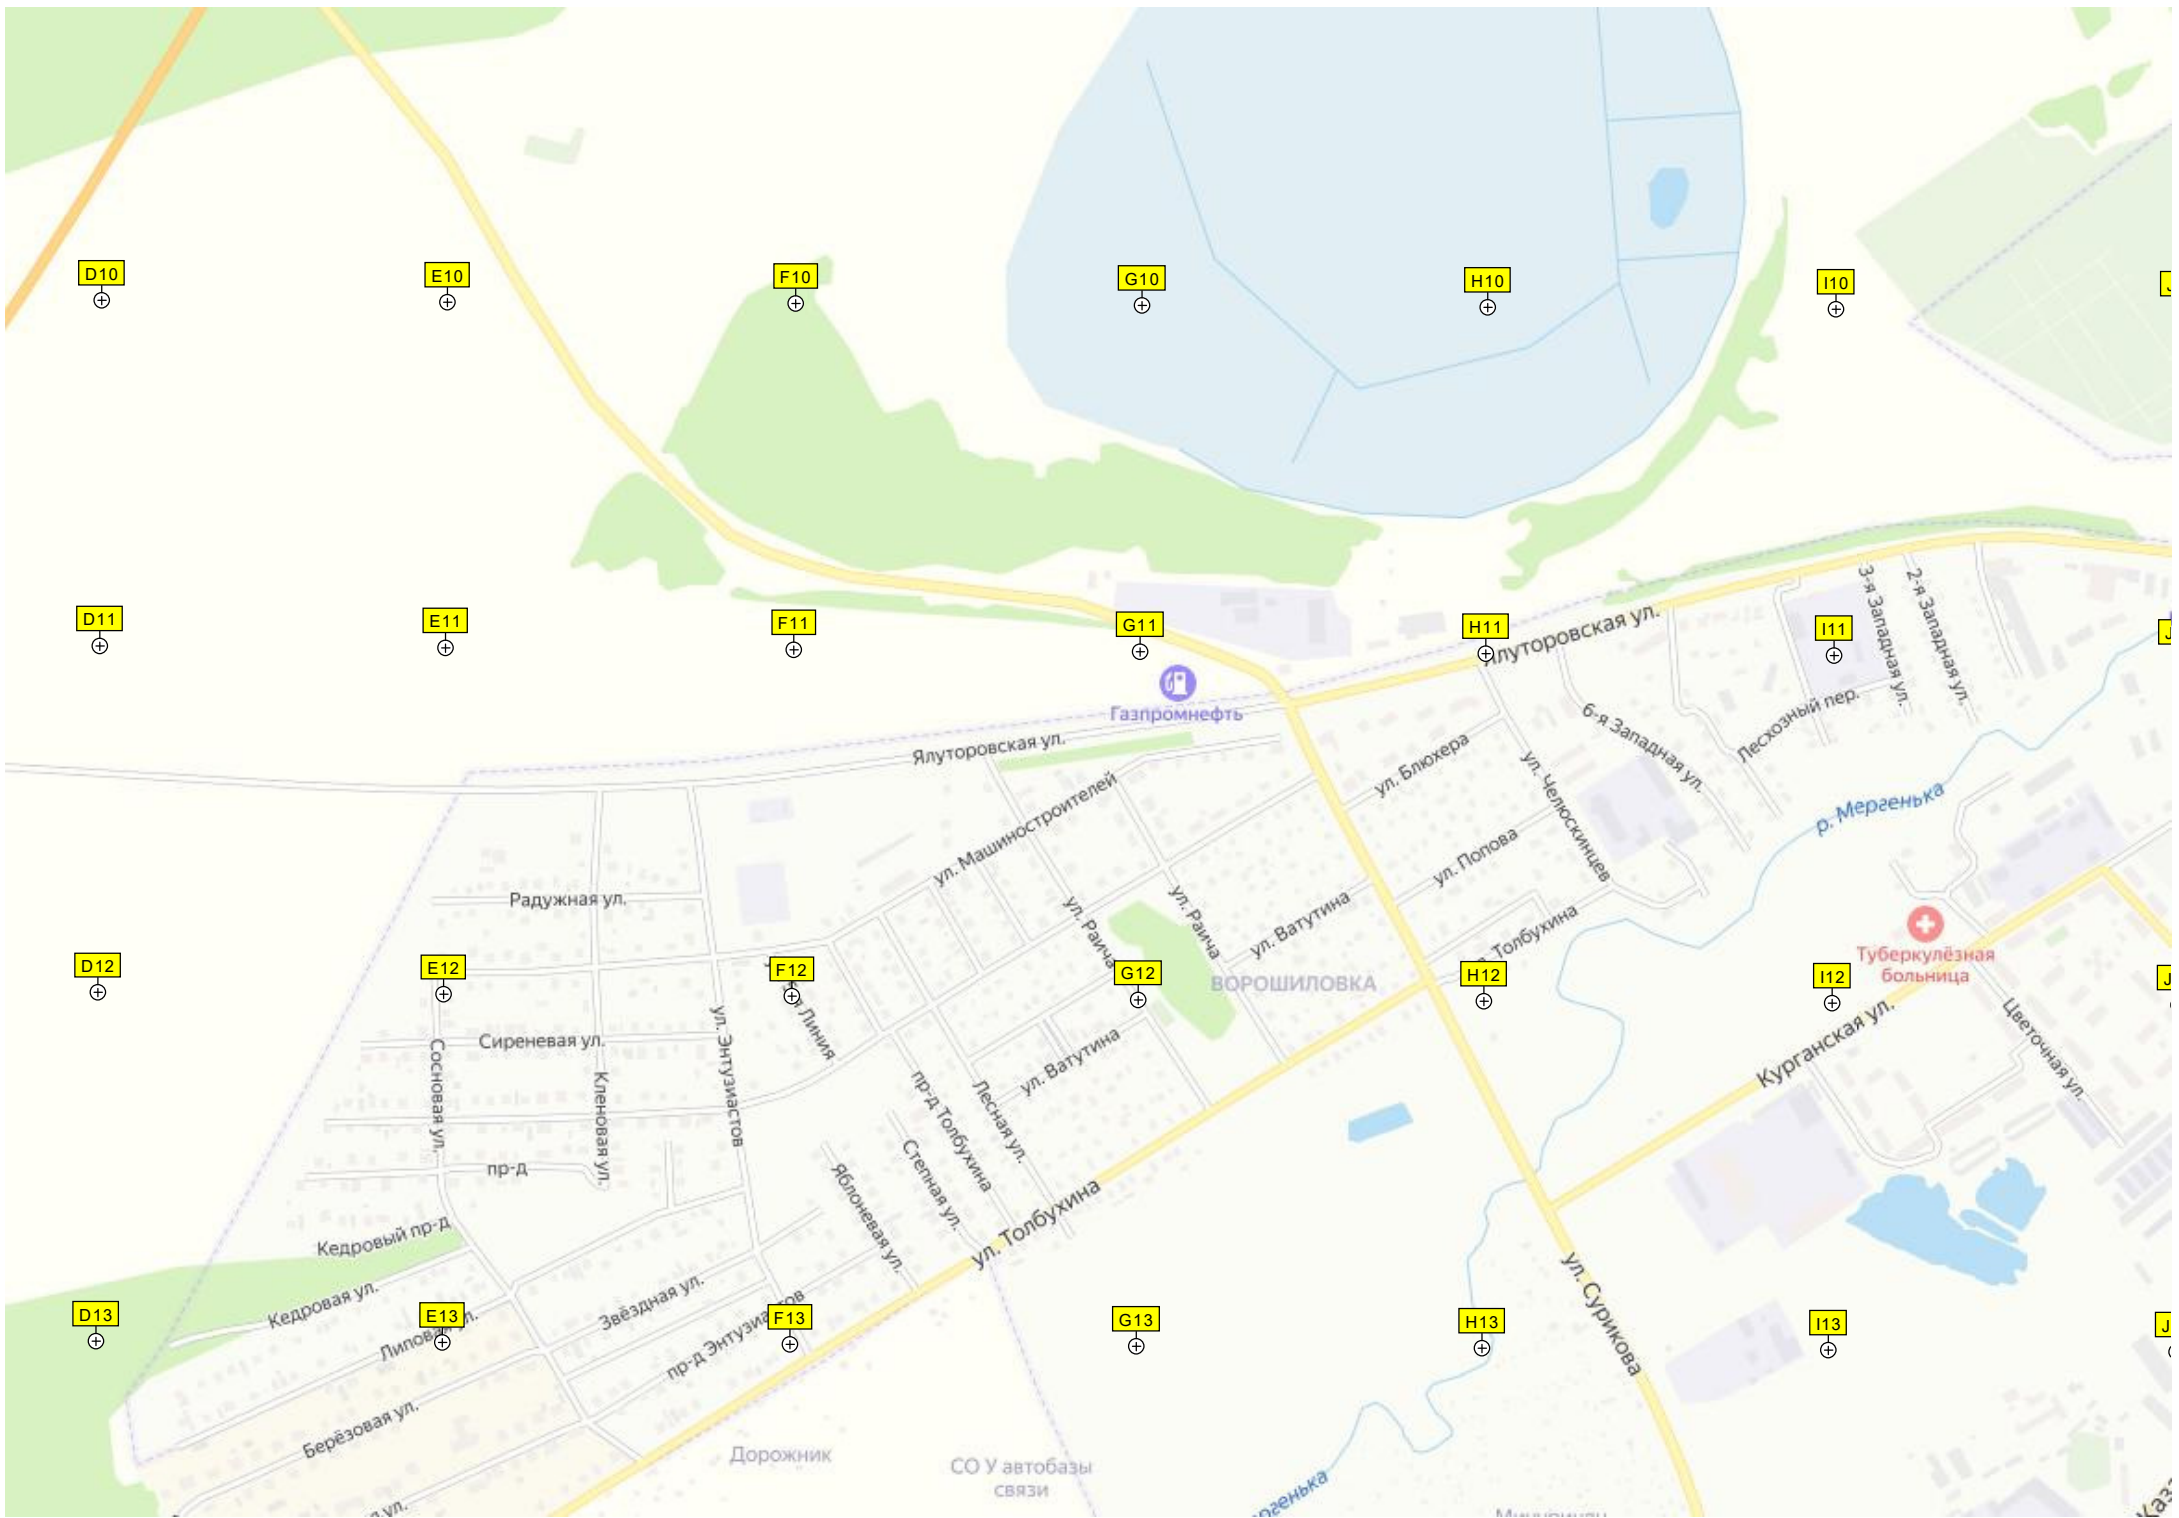 D10
E10
F10
G10
H10
I10
D11
E11
F11
G11
H11
I11
Ялуторовская ул.
3-я Западная ул.
2-я Западная ул.
Газпромнефть
Ялуторовская ул.
6-я Западная ул.
Лесхозный пер.
ул. Блюхера
ул. Челюскинцев
р. Мергенька
ул. Машиностроителей
ул. Попова
Радужная ул.
ул. Раича
ул. Раича
ул. Ватутина
Толбухина
Туберкулёзная
больница
D12
E12
F12
G12
H12
I12
ВОРОШИЛОВКА
Линия
ул. Энтузиастов
Сиреневая ул.
Сосновая ул.
Кленовая ул.
ул. Ватутина
Курганская ул.
Цветочная ул.
пр-д Толбухина
Лесная ул.
Степная ул.
Яблоневая ул.
пр-д
Кедровый пр-д
ул. Толбухина
Кедровая ул.
Звёздная ул.
ул. Сурикова
D13
E13
F13
G13
H13
I13
Липовая ул.
пр-д Энтузиастов
Берёзовая ул.
Дорожник
СО У автобазы
связи